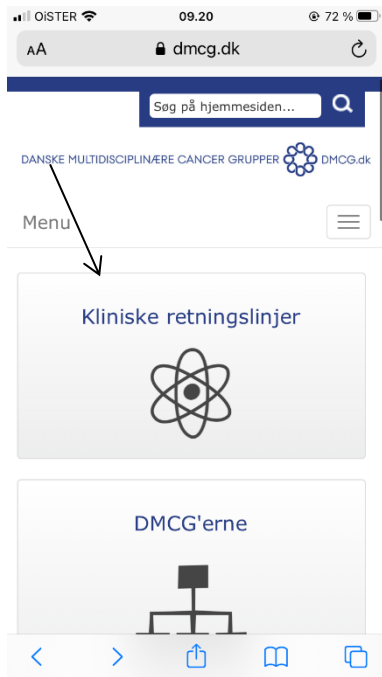 OiSTER 09.20 72 %
AA dmcg.dk
Søg på hjemmesiden...
DANSKE MULTIDISCIPLINÆRE CANCER GRUPPER DMCG.dk
Menu
Kliniske retningslinjer
DMCG'erne